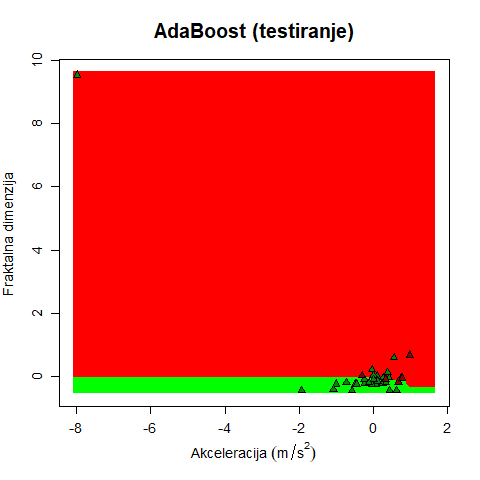 AdaBoost (testiranje)
Fraktalna dimenzija
10
8
6
4
2
0
-8 -6 -4 -2 0 2
Akceleracija (m/s²)